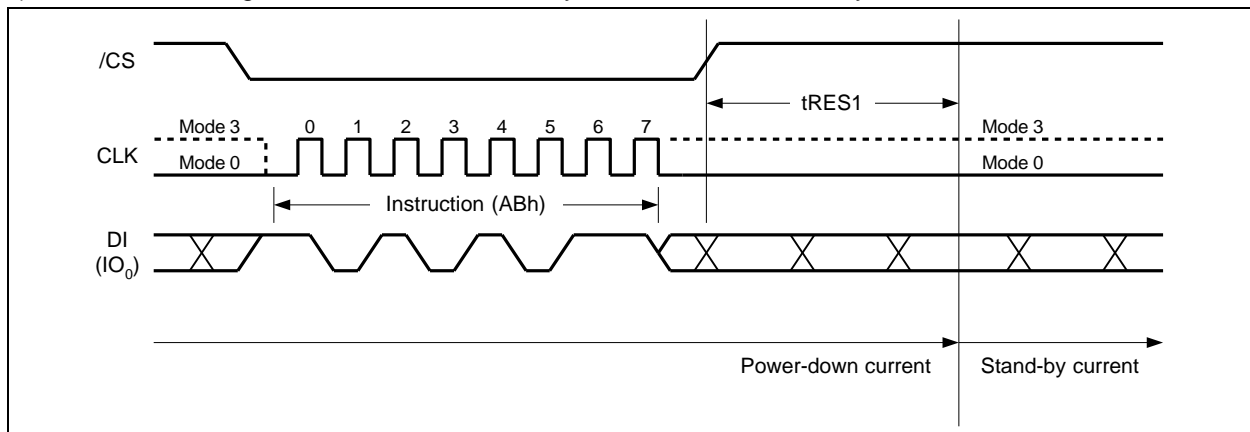 /CS
tRES1
Mode 3 0 1 2 3 4 5 6 7 Mode 3
CLK
Mode 0 Mode 0
Instruction (ABh)
DI
(IO0)
Power-down current Stand-by current